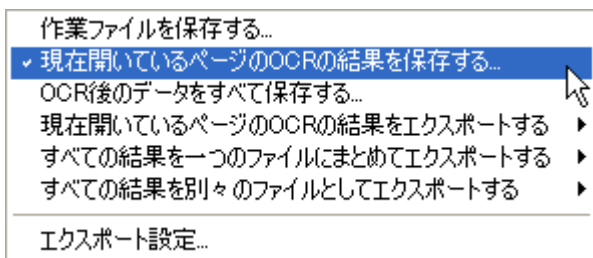 作業ファイルを保存する...
現在開いているページのOCRの結果を保存する...
OCR後のデータをすべて保存する...
現在開いているページのOCRの結果をエクスポートする
すべての結果を一つのファイルにまとめてエクスポートする
すべての結果を別々のファイルとしてエクスポートする
エクスポート設定...